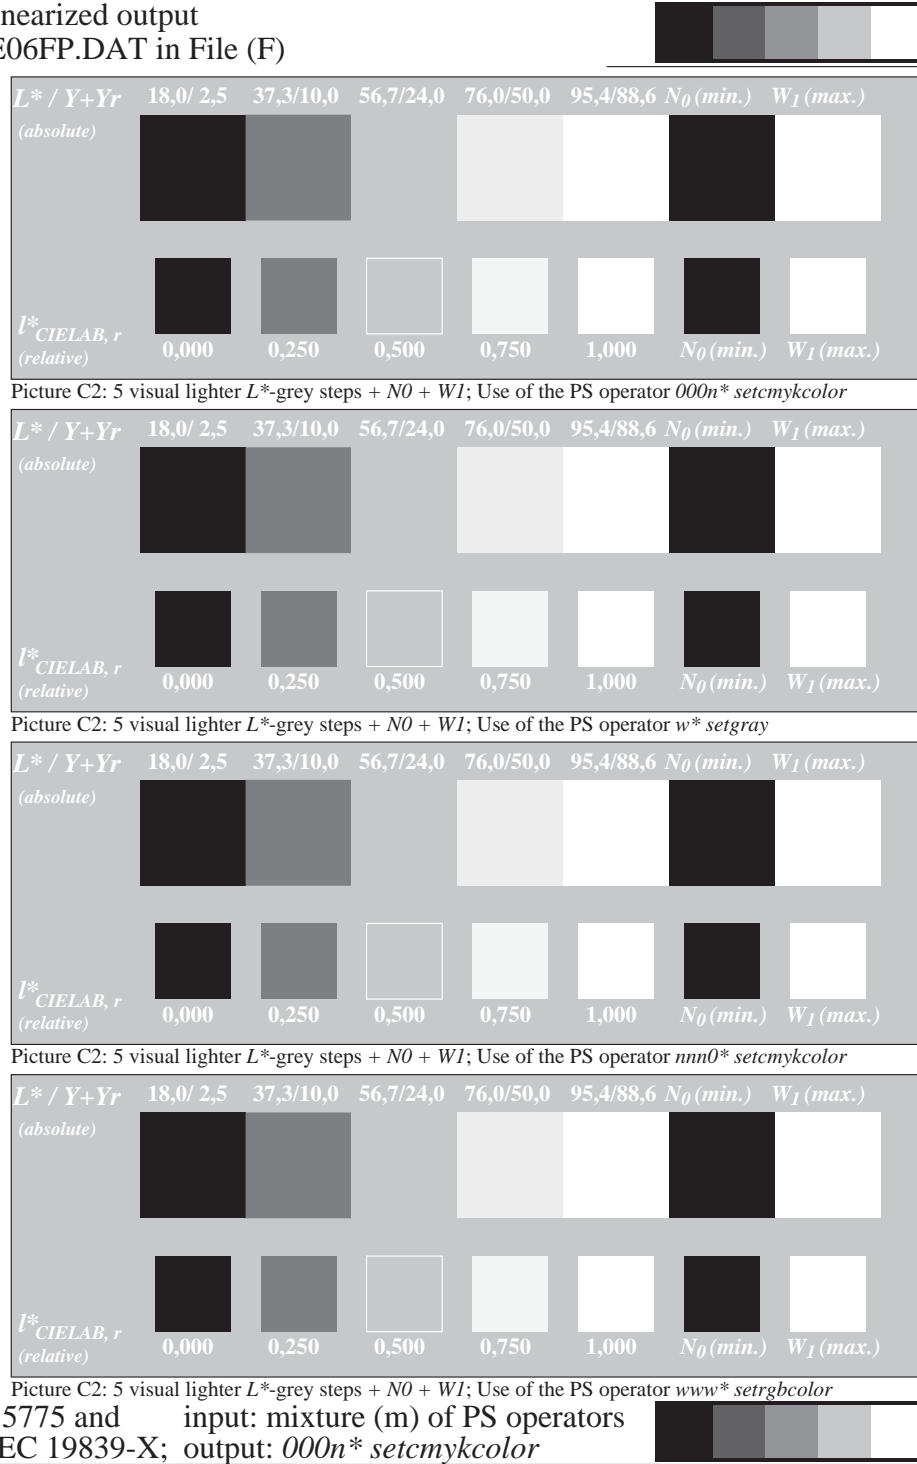 nearized output
E06FP.DAT in File (F)
L* / Y+Yr 18,0/ 2,5 37,3/10,0 56,7/24,0 76,0/50,0 95,4/88,6 N0 (min.) W1 (max.)
(absolute)
l*CIELAB, r
(relative) 0,000 0,250 0,500 0,750 1,000 N0 (min.) W1 (max.)
Picture C2: 5 visual lighter L*-grey steps + N0 + W1; Use of the PS operator 000n* setcmykcolor
L* / Y+Yr 18,0/ 2,5 37,3/10,0 56,7/24,0 76,0/50,0 95,4/88,6 N0 (min.) W1 (max.)
(absolute)
l*CIELAB, r
(relative) 0,000 0,250 0,500 0,750 1,000 N0 (min.) W1 (max.)
Picture C2: 5 visual lighter L*-grey steps + N0 + W1; Use of the PS operator w* setgray
L* / Y+Yr 18,0/ 2,5 37,3/10,0 56,7/24,0 76,0/50,0 95,4/88,6 N0 (min.) W1 (max.)
(absolute)
l*CIELAB, r
(relative) 0,000 0,250 0,500 0,750 1,000 N0 (min.) W1 (max.)
Picture C2: 5 visual lighter L*-grey steps + N0 + W1; Use of the PS operator nnn0* setcmykcolor
L* / Y+Yr 18,0/ 2,5 37,3/10,0 56,7/24,0 76,0/50,0 95,4/88,6 N0 (min.) W1 (max.)
(absolute)
l*CIELAB, r
(relative) 0,000 0,250 0,500 0,750 1,000 N0 (min.) W1 (max.)
Picture C2: 5 visual lighter L*-grey steps + N0 + W1; Use of the PS operator www* setrgbcolor
5775 and input: mixture (m) of PS operators
EC 19839-X; output: 000n* setcmykcolor